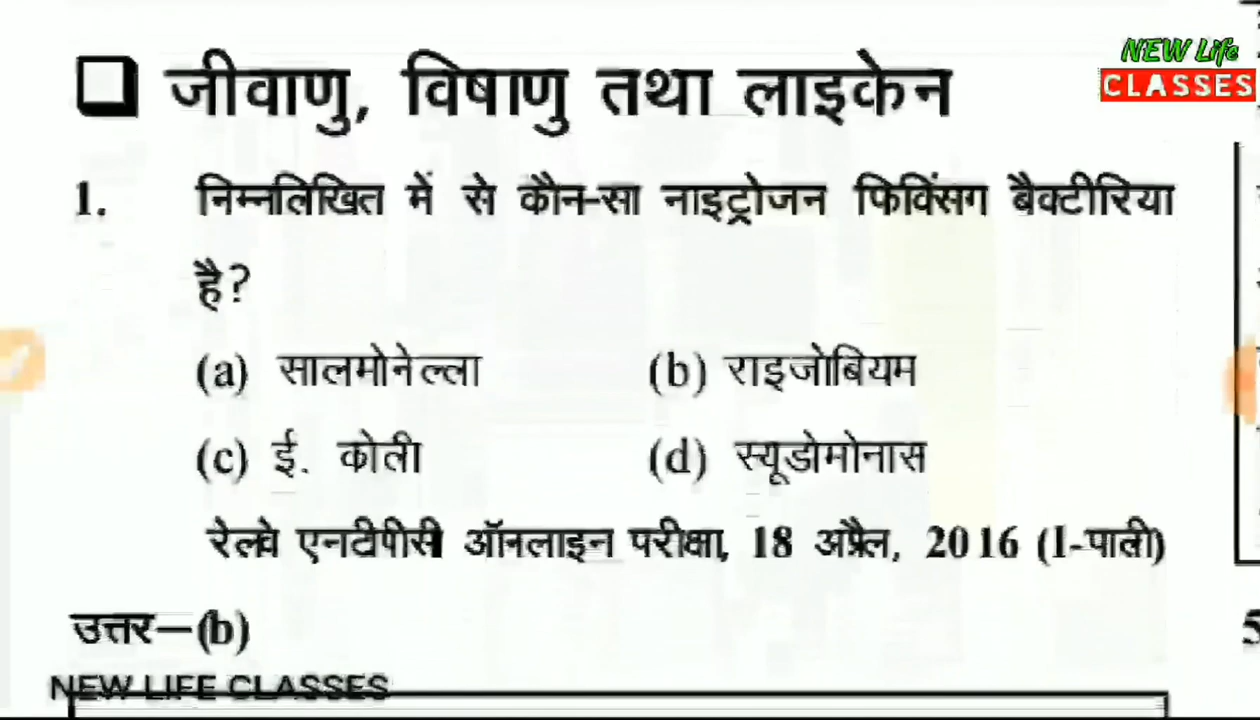 NEW Life
CLASSES
❑ जीवाणु, विषाणु तथा लाइकेन
1. निम्नलिखित में से कौन-सा नाइट्रोजन फिक्सिंग बैक्टीरिया
है?
(a) सालमोनेल्ला (b) राइजोबियम
(c) ई. कोली (d) स्यूडोमोनास
रेलवे एनटीपीसी ऑनलाइन परीक्षा, 18 अप्रैल, 2016 (I-पाली)
उत्तर—(b)
5
NEW LIFE CLASSES